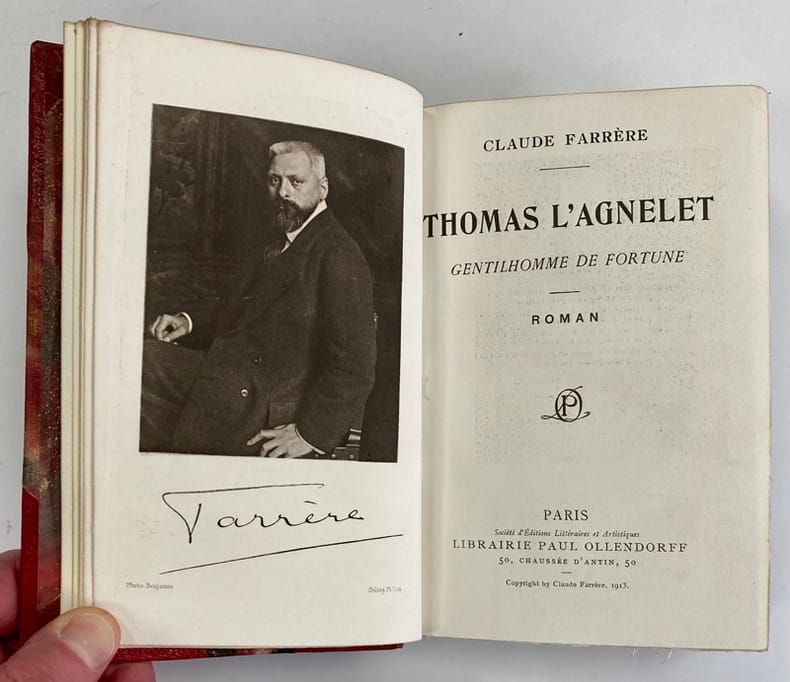 Farrère
Photo. Benjamin
CLAUDE FARRÈRE
THOMAS L'AGNELET
GENTILHOMME DE FORTUNE
ROMAN
PARIS
Société d'Éditions Littéraires et Artistiques
LIBRAIRIE PAUL OLLENDORFF
50, CHAUSSÉE D'ANTIN, 50
Copyright by Claude Farrère, 1913.